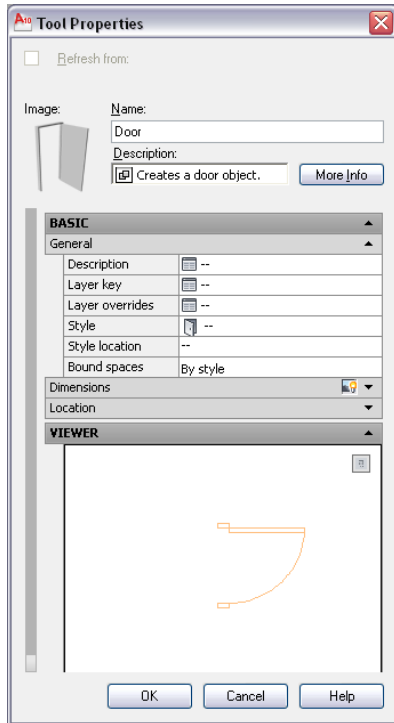 A10 Tool Properties
Refresh from:
Image:
Name:
Door
Description:
Creates a door object.
More Info
BASIC
General
Description --
Layer key --
Layer overrides --
Style --
Style location --
Bound spaces By style
Dimensions
Location
VIEWER
OK Cancel Help